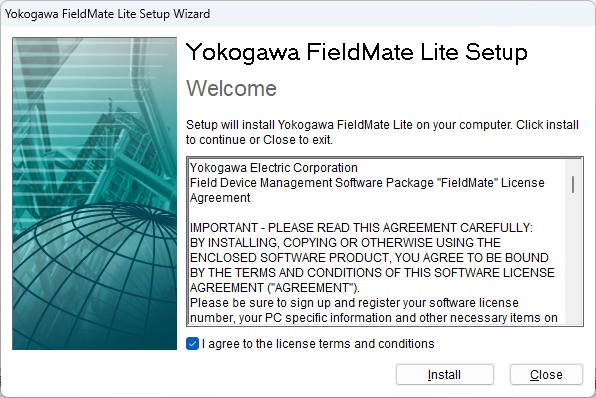 Yokogawa FieldMate Lite Setup Wizard
Yokogawa FieldMate Lite Setup
Welcome
Setup will install Yokogawa FieldMate Lite on your computer. Click install
to continue or Close to exit.
Yokogawa Electric Corporation
Field Device Management Software Package "FieldMate" License
Agreement
IMPORTANT - PLEASE READ THIS AGREEMENT CAREFULLY:
BY INSTALLING, COPYING OR OTHERWISE USING THE
ENCLOSED SOFTWARE PRODUCT, YOU AGREE TO BE BOUND
BY THE TERMS AND CONDITIONS OF THIS SOFTWARE LICENSE
AGREEMENT ("AGREEMENT").
Please be sure to sign up and register your software license
number, your PC specific information and other necessary items on
I agree to the license terms and conditions
Install
Close